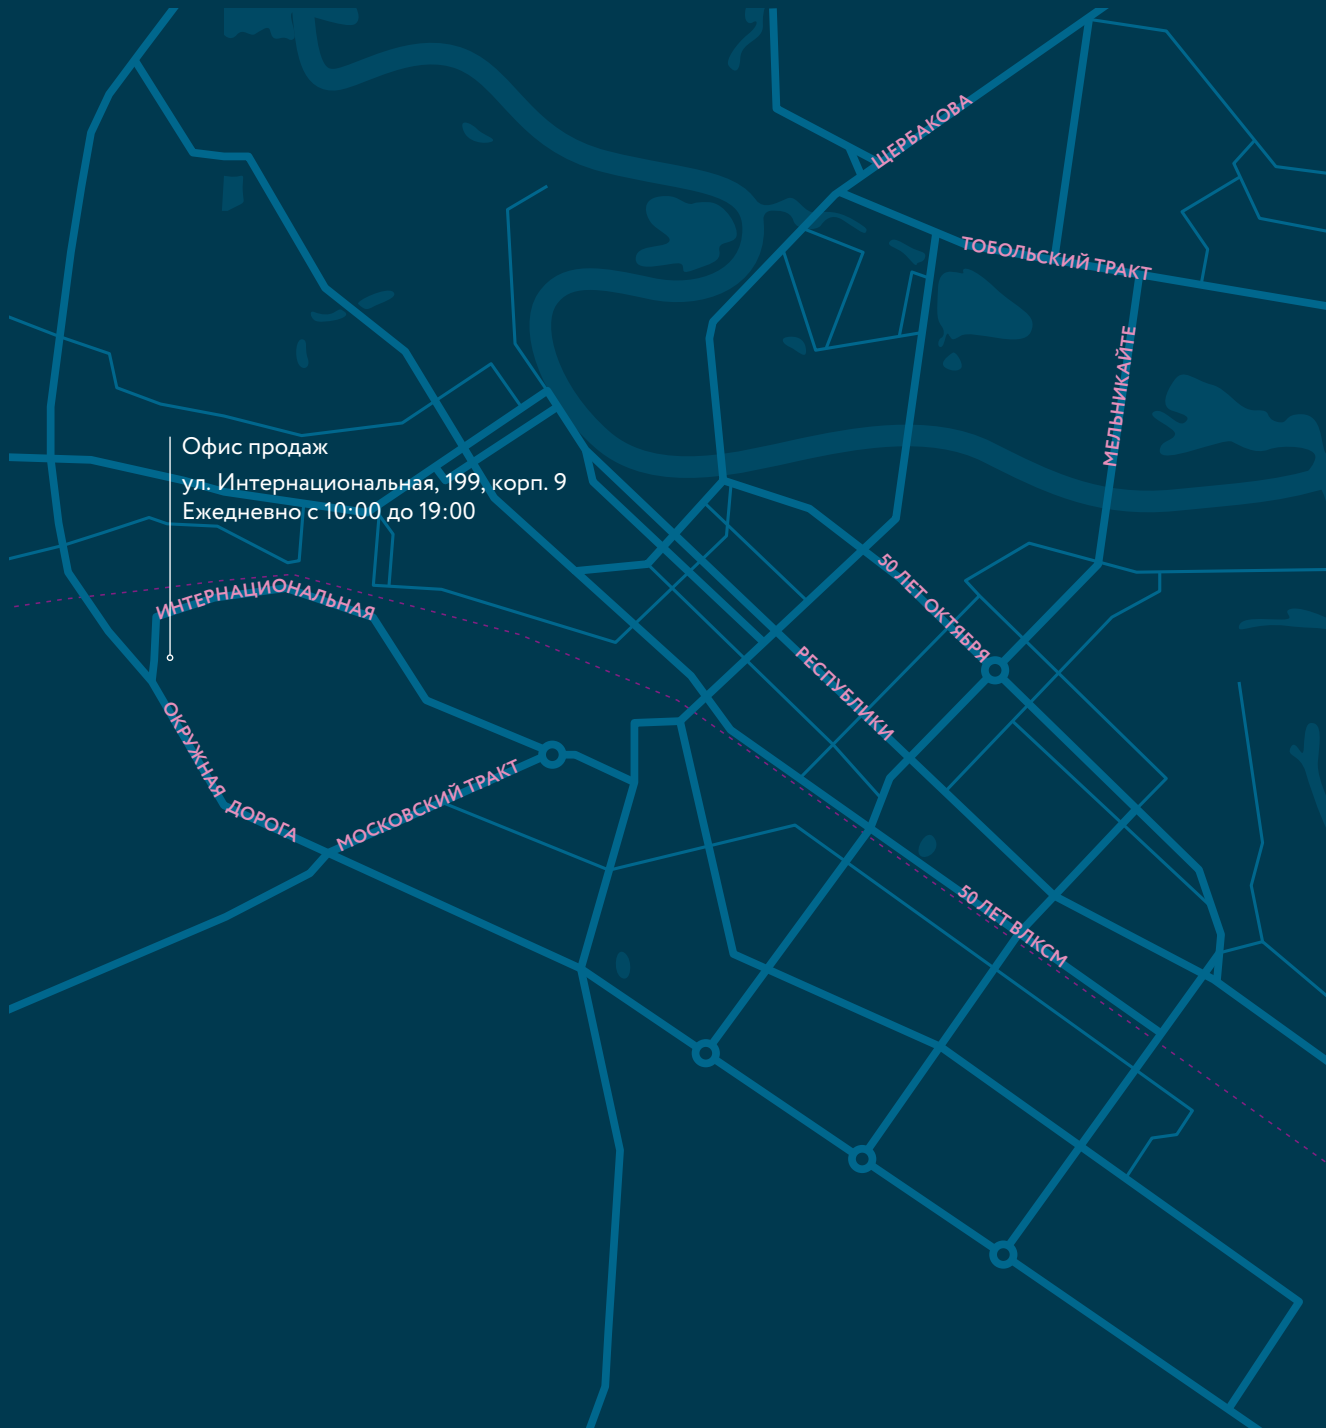 ЩЕРБАКОВА
ТОБОЛЬСКИЙ ТРАКТ
МЕЛЬНИКАЙТЕ
Офис продаж
ул. Интернациональная, 199, корп. 9
Ежедневно с 10:00 до 19:00
ИНТЕРНАЦИОНАЛЬНАЯ
50 ЛЕТ ОКТЯБРЯ
РЕСПУБЛИКИ
ОКРУЖНАЯ ДОРОГА
МОСКОВСКИЙ ТРАКТ
50 ЛЕТ ВЛКСМ